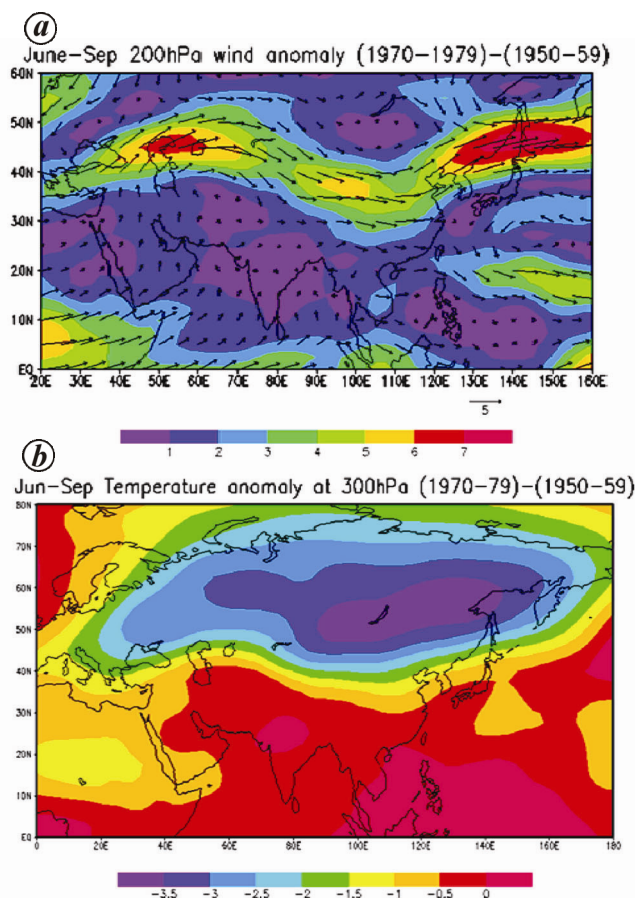 a
June-Sep 200hPa wind anomaly (1970-1979)-(1950-59)
60N
50N
40N
30N
20N
10N
EQ
20E 30E 40E 50E 60E 70E 80E 90E 100E 110E 120E 130E 140E 150E 160E
5
1 2 3 4 5 6 7
b
Jun-Sep Temperature anomaly at 300hPa (1970-79)-(1950-59)
80N
70N
60N
50N
40N
30N
20N
10N
EQ
0 20E 40E 60E 80E 100E 120E 140E 160E 180
-3.5 -3 -2.5 -2 -1.5 -1 -0.5 0